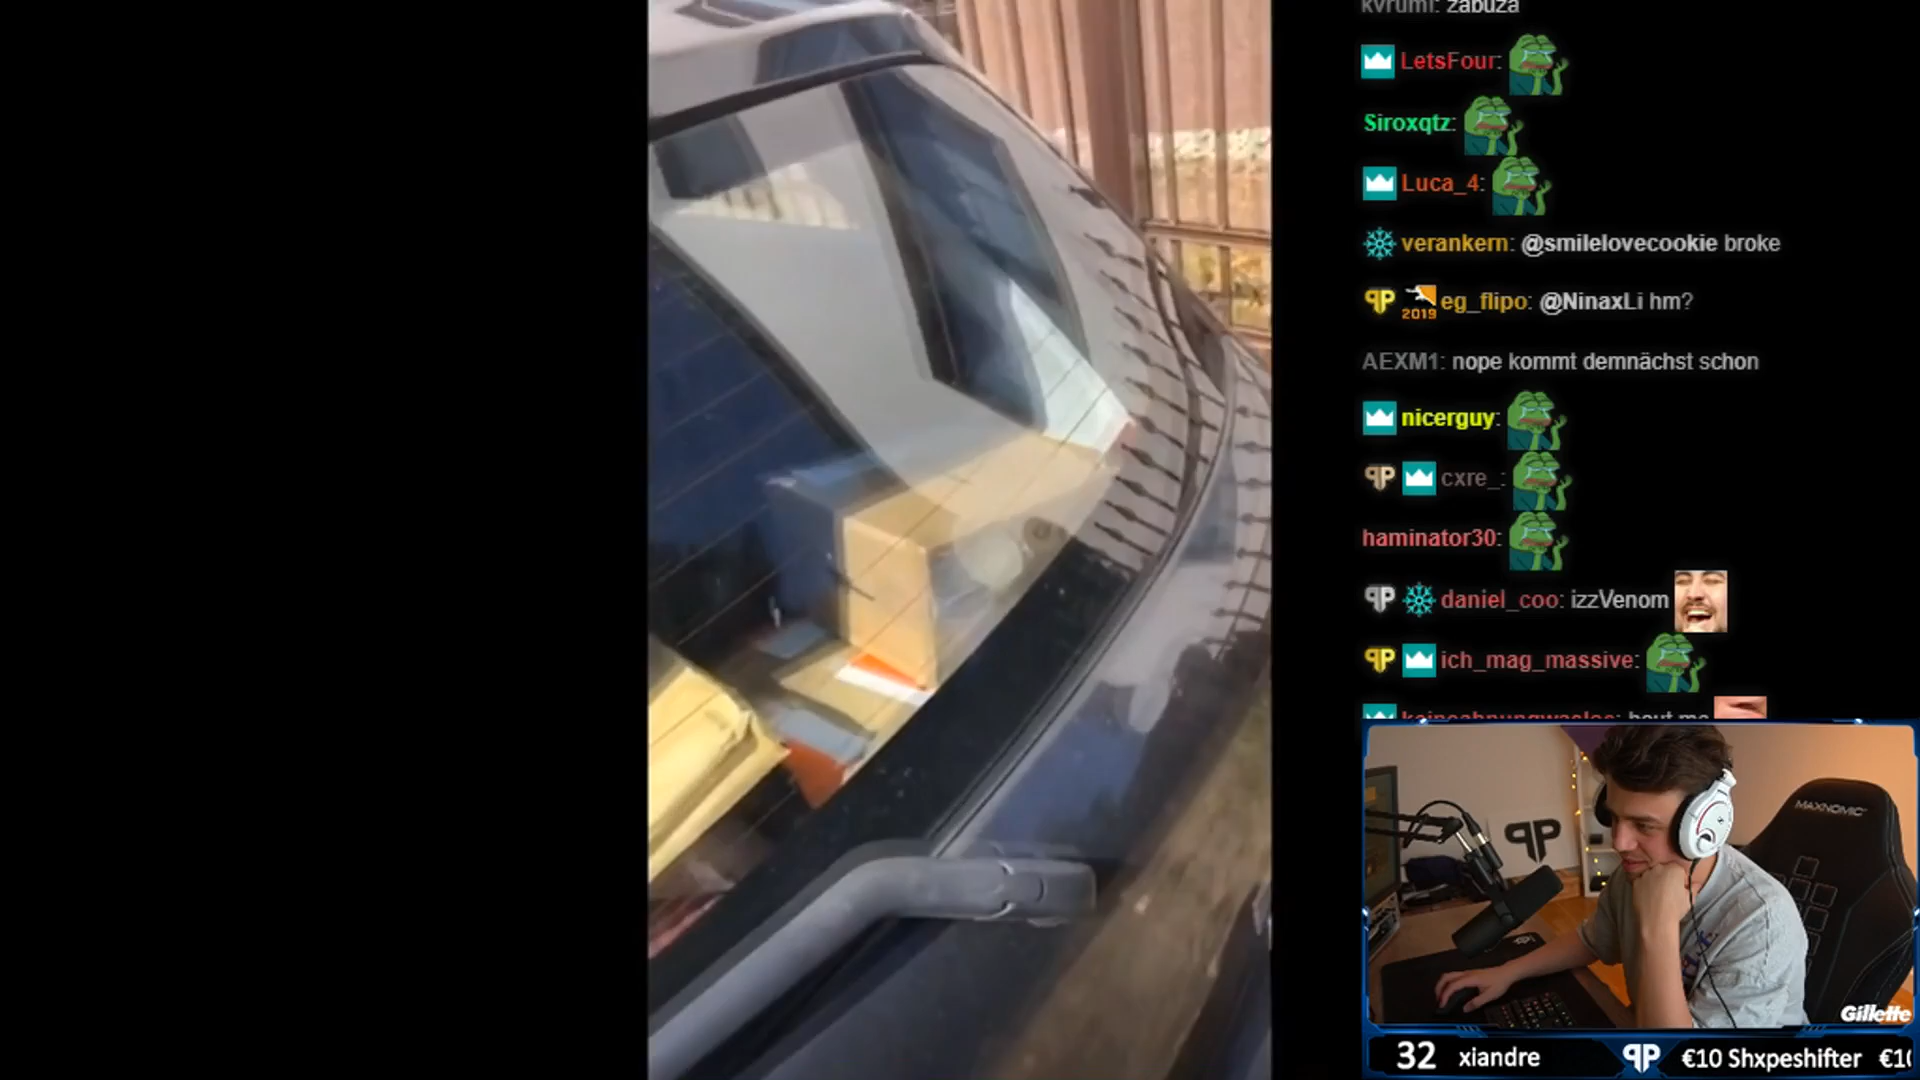 kvrumi: zabuza
LetsFour:
Siroxqtz:
Luca_4:
verankern: @smilelovecookie broke
2019 eg_flipo: @NinaxLi hm?
AEXM1: nope kommt demnächst schon
nicerguy:
cxre_:
haminator30:
daniel_coo: izzVenom
ich_mag_massive:
MAXNOMIC
Gillette
32 xiandre €10 Shxpeshifter